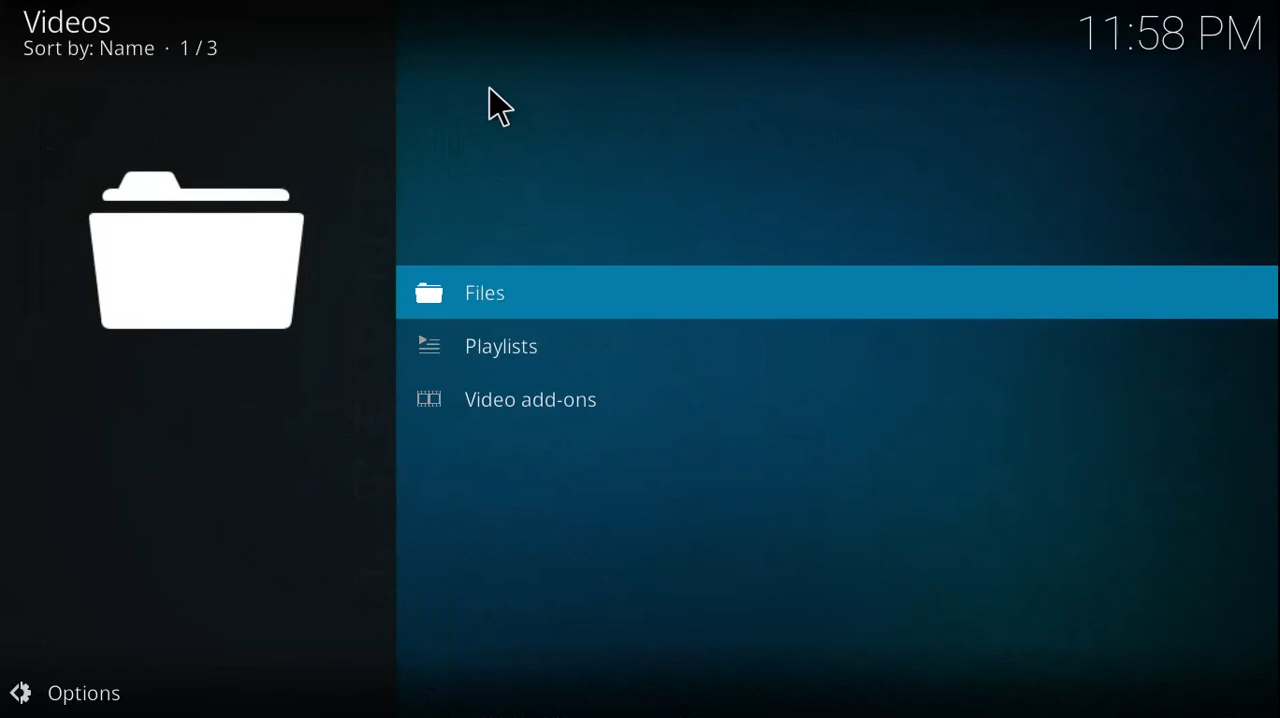 Videos
Sort by: Name · 1 / 3
11:58 PM
Files
Playlists
Video add-ons
Options